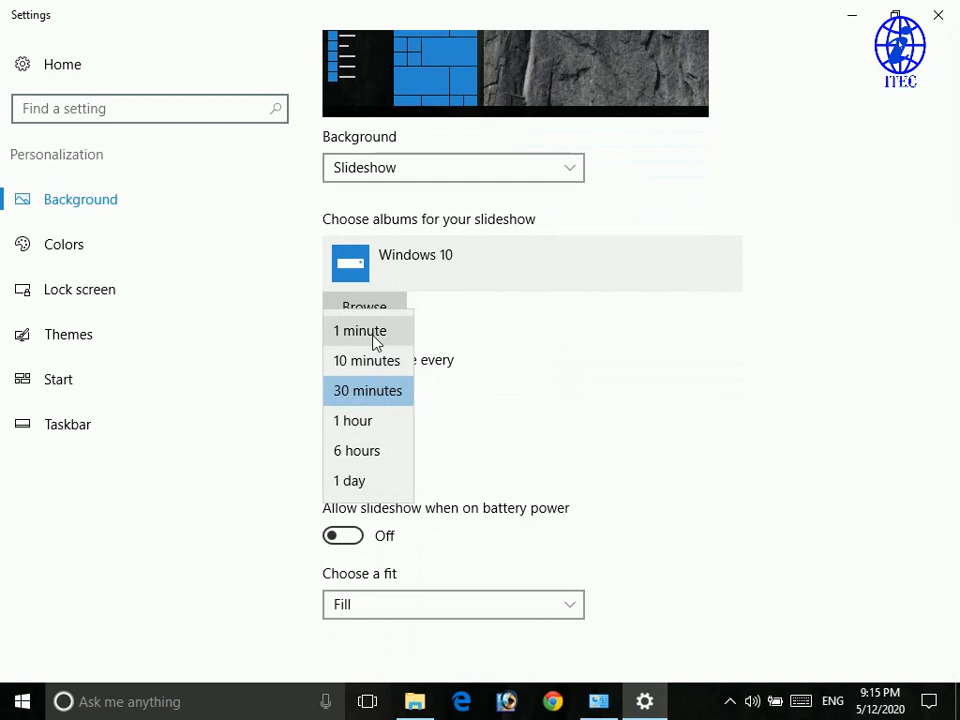 Settings
ITEC
Home
Find a setting
Personalization
Background
Colors
Lock screen
Themes
Start
Taskbar
Background
Slideshow
Choose albums for your slideshow
Windows 10
Browse
1 minute
10 minutes
e every
30 minutes
1 hour
6 hours
1 day
Allow slideshow when on battery power
Off
Choose a fit
Fill
Ask me anything
ENG
9:15 PM
5/12/2020